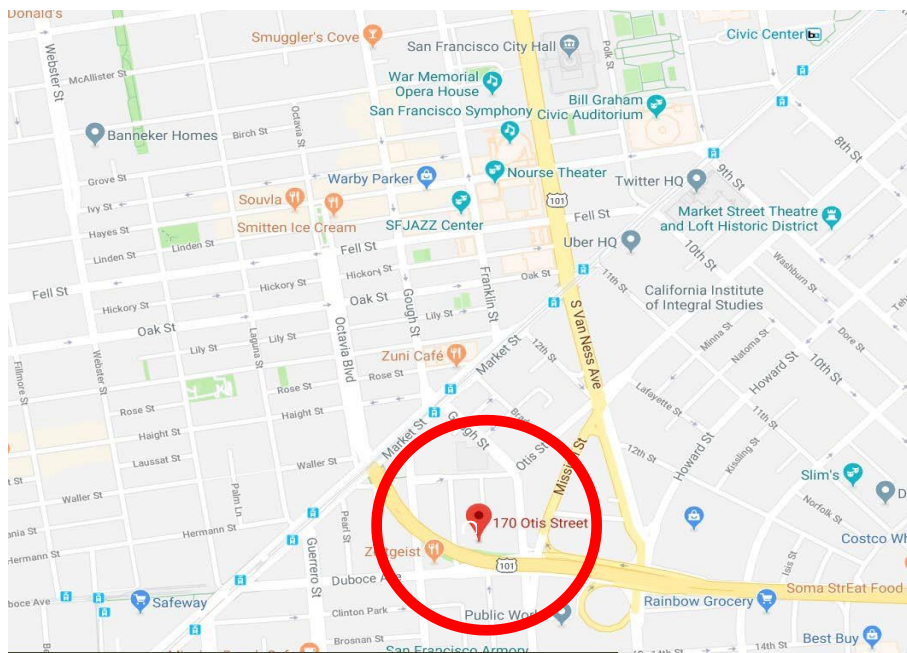 Donald's
Smuggler's Cove
San Francisco City Hall
Civic Center
Webster St
McAllister St
War Memorial
Opera House
Polk St
San Francisco Symphony
Bill Graham
Civic Auditorium
Octavia St
Banneker Homes
Birch St
8th St
Grove St
Warby Parker
Nourse Theater
Twitter HQ
9th St
Ivy St
Souvla
101
Smitten Ice Cream
SFJAZZ Center
Fell St
Market Street Theatre
and Loft Historic District
Hayes St
Linden St
Fell St
Uber HQ
10th St
Linden St
Hickory St
Franklin St
Oak St
11th St
Washburn St
California Institute
of Integral Studies
Fell St
Hickory St
Gough St
Oak St
S Van Ness Ave
Oak St
Lily St
Minna St
Natoma St
Dore St
Lily St
Laguna St
Lily St
Octavia Blvd
Zuni Café
Market St
12th St
Howard St
10th St
Fillmore St
Webster St
Rose St
Rose St
Lafayette St
11th St
Rose St
Haight St
Market St
Gough St
Haight St
Otis St
Mission St
12th St
Howard St
Kissling St
Laussat St
Waller St
Slim's
Waller St
Palm Ln
Norfolk St
Pearl St
170 Otis Street
Hermann St
Hermann St
Guerrero St
Zeitgeist
101
Costco Wh
Isis St
Duboce Ave
Soma StrEat Food
Safeway
Clinton Park
Public Work
Rainbow Grocery
Brosnan St
San Francisco Armory
14th St
14th St
Best Buy